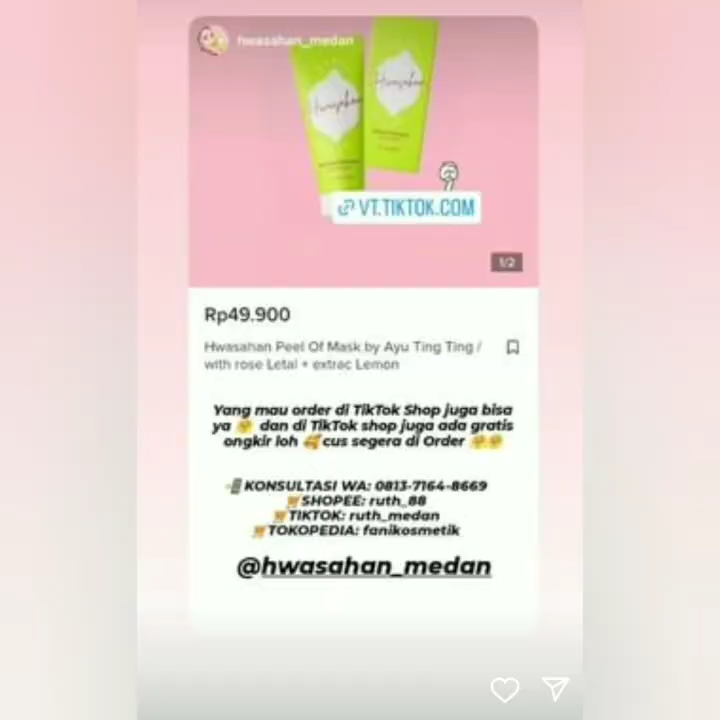 hwasahan_medan
Hwasahan
Hwasahan
VT.TIKTOK.COM
1/2
Rp49.900
Hwasahan Peel Of Mask by Ayu Ting Ting /
with rose Letal + extrac Lemon
Yang mau order di TikTok Shop juga bisa
ya 🤗 dan di TikTok shop juga ada gratis
ongkir loh 🥰 cus segera di Order 🤗🤗
📲KONSULTASI WA: 0813-7164-8669
🛒SHOPEE: ruth_88
🛒TIKTOK: ruth_medan
🛒TOKOPEDIA: fanikosmetik
@hwasahan_medan